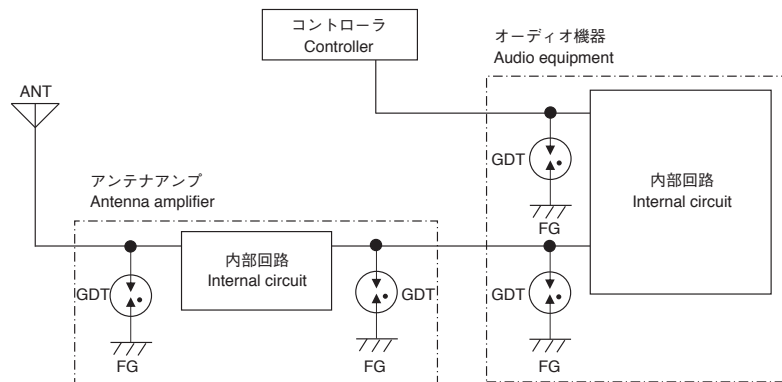 コントローラ
Controller
オーディオ機器
Audio equipment
ANT
GDT
内部回路
Internal circuit
FG
アンテナアンプ
Antenna amplifier
内部回路
Internal circuit
GDT
GDT
GDT
FG
FG
FG